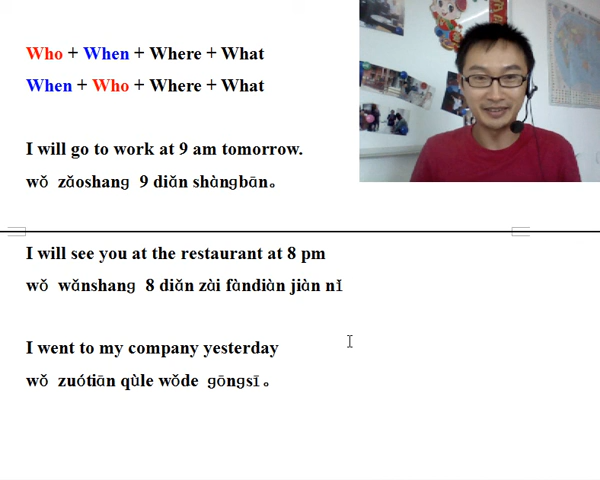 Who + When + Where + What
When + Who + Where + What
I will go to work at 9 am tomorrow.
wǒ zǎoshang 9 diǎn shàngbān。
I will see you at the restaurant at 8 pm
wǒ wǎnshang 8 diǎn zài fàndiàn jiàn nǐ
I went to my company yesterday
wǒ zuótiān qùle wǒde gōngsī。